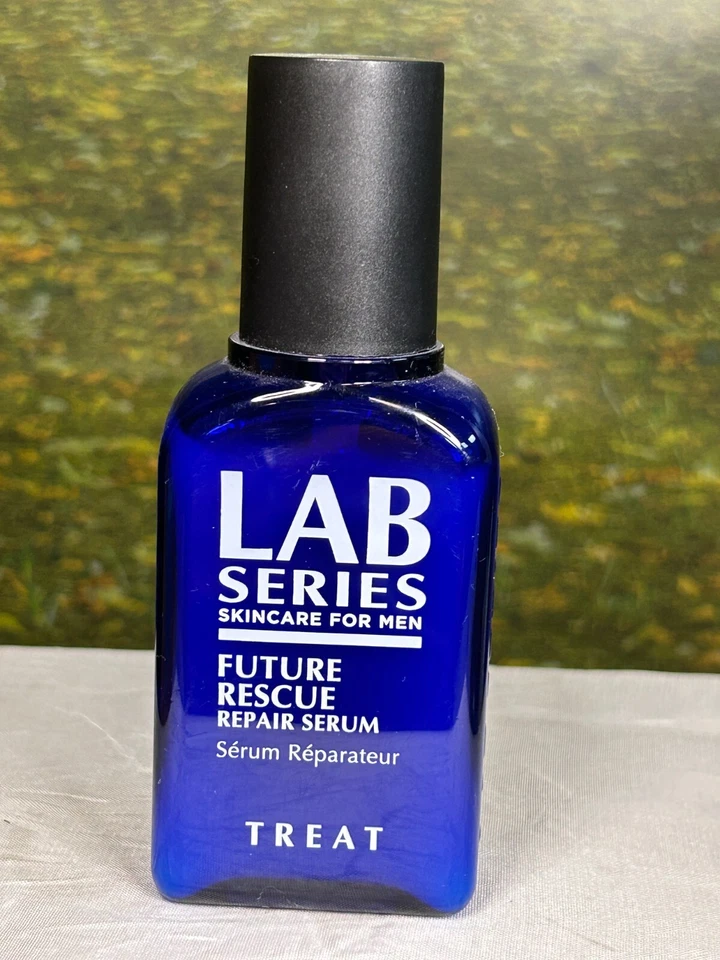 LAB
SERIES
SKINCARE FOR MEN
FUTURE
RESCUE
REPAIR SERUM
Sérum Réparateur
TREAT